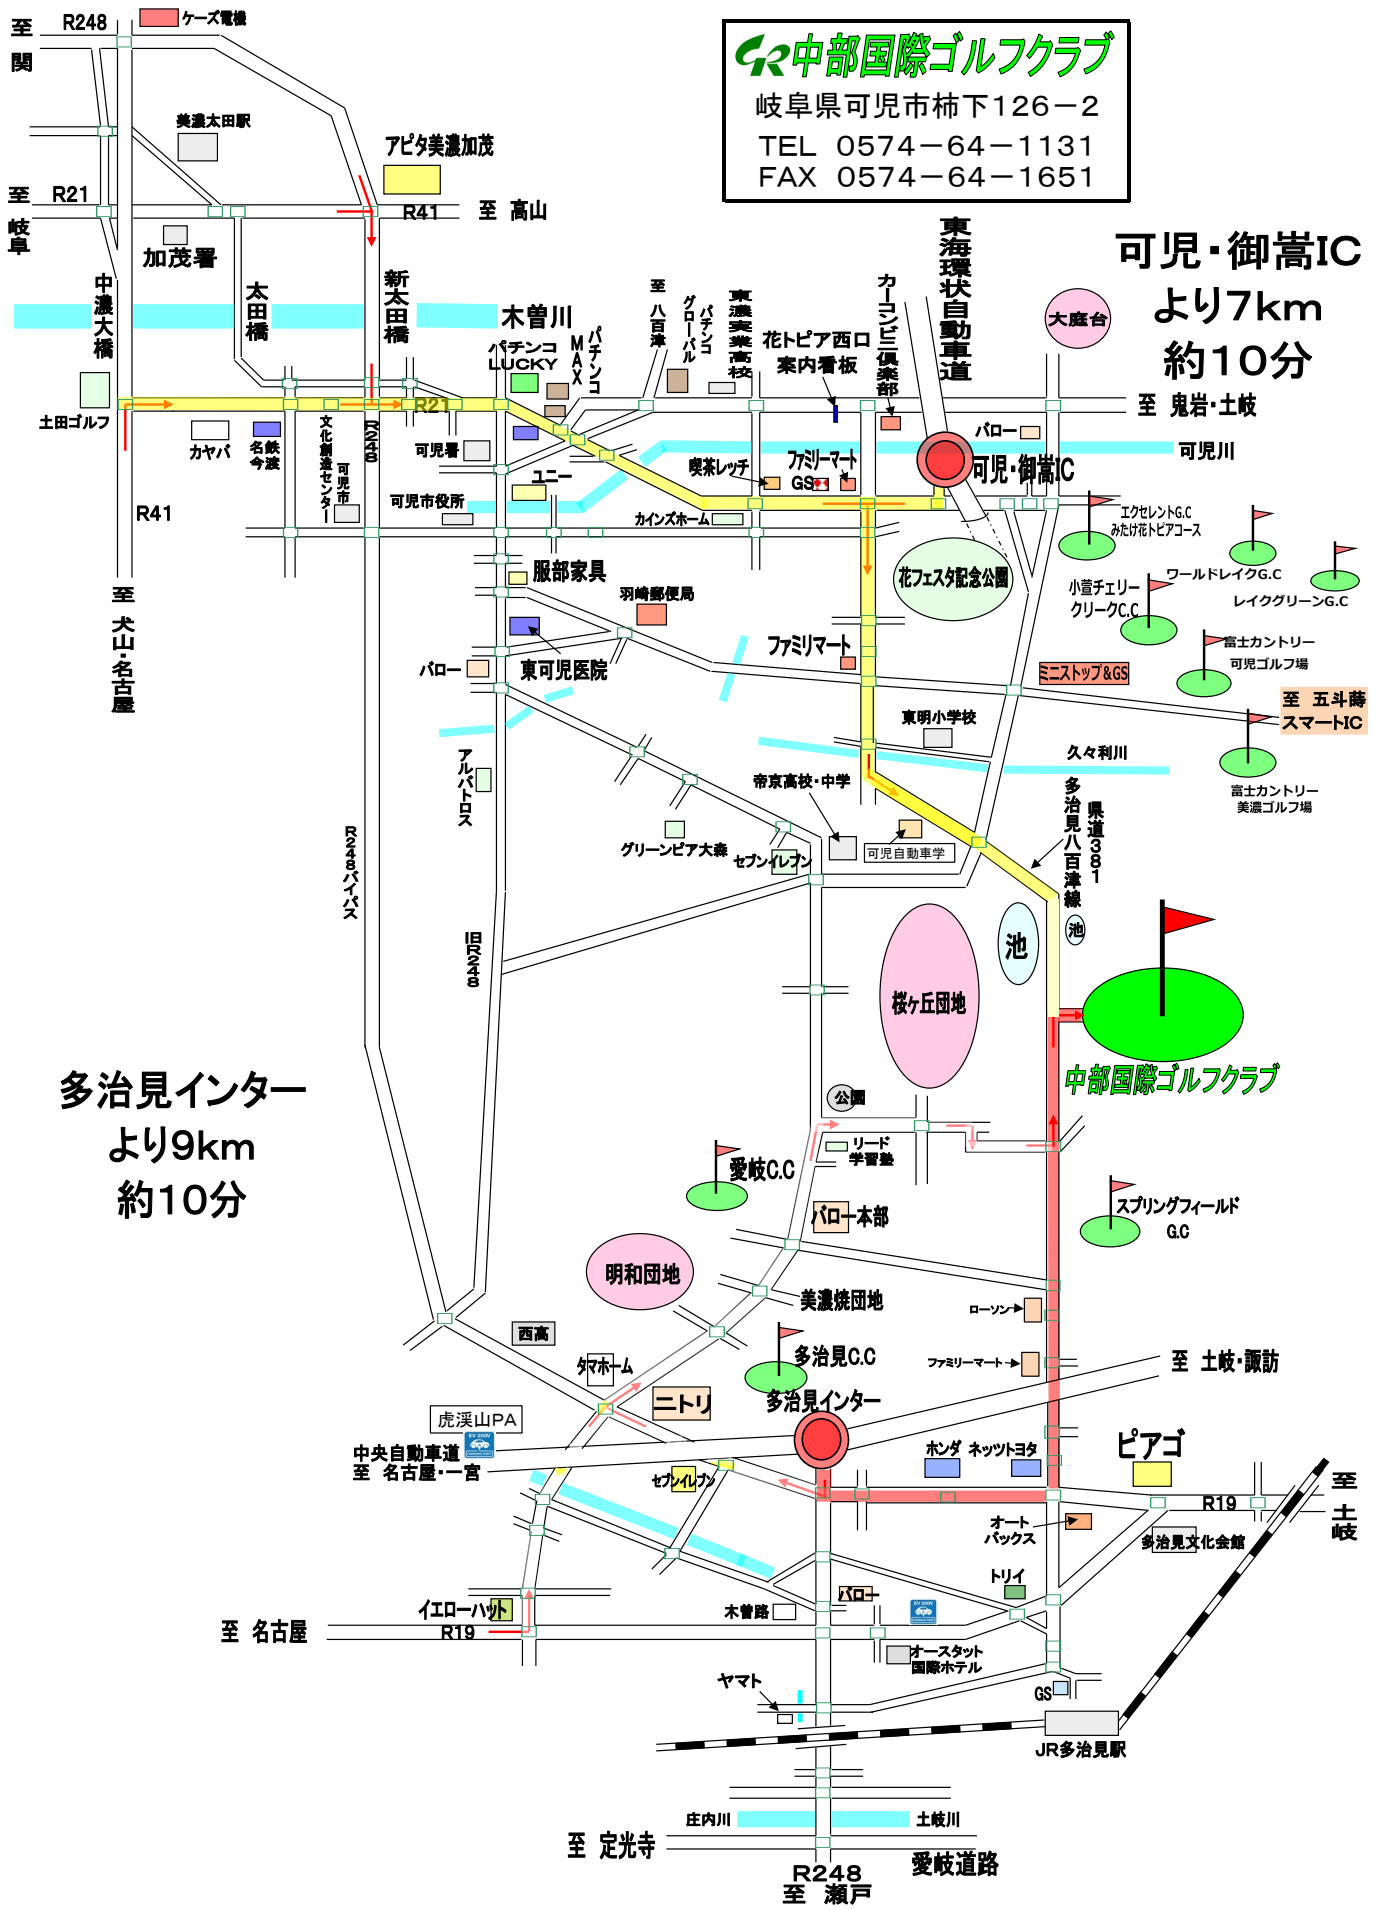 至
関
R248
ケーズ電機
中部国際ゴルフクラブ
岐阜県可児市柿下126－2
TEL 0574－64－1131
FAX 0574－64－1651
美濃太田駅
アピタ美濃加茂
至
岐阜
R21
R41
至 高山
加茂署
中濃大橋
太田橋
新太田橋
木曽川
至 八百津
パチンコ
グローバル
東濃実業高校
花トピア西口
案内看板
カーコンビニ倶楽部
東海環状自動車道
大庭台
可児・御嵩IC
より7km
約10分
パチンコ
LUCKY
パチンコ
MAX
土田ゴルフ
カヤバ
名鉄
今渡
文化創造センター
可児市
R248
R21
可児署
ユニー
可児市役所
喫茶レッチ
ファミリーマート
GS
カインズホーム
バロー
可児・御嵩IC
至 鬼岩・土岐
可児川
R41
至 犬山・名古屋
エクセレントG.C
みたけ花トピアコース
ワールドレイクG.C
レイクグリーンG.C
小萱チェリー
クリークC.C
富士カントリー
可児ゴルフ場
服部家具
羽崎郵便局
花フェスタ記念公園
東可児医院
バロー
ファミリマート
ミニストップ&GS
至 五斗蒔
スマートIC
東明小学校
久々利川
富士カントリー
美濃ゴルフ場
アルバトロス
帝京高校・中学
可児自動車学
県道381
多治見八百津線
グリーンピア大森
セブンイレブン
R248バイパス
旧R248
池
池
桜ヶ丘団地
中部国際ゴルフクラブ
多治見インター
より9km
約10分
公園
リード
学習塾
愛岐C.C
バロー本部
スプリングフィールド
G.C
明和団地
美濃焼団地
ローソン
西高
タマホーム
多治見C.C
ファミリーマート
至 土岐・諏訪
ニトリ
多治見インター
虎渓山PA
EV 200V
中央自動車道
至 名古屋・一宮
セブンイレブン
ホンダ
ネッツトヨタ
ピアゴ
R19
至 土岐
オート
バックス
多治見文化会館
トリイ
バロー
EV 200V
イエローハット
木曽路
至 名古屋
R19
オースタット
国際ホテル
ヤマト
GS
JR多治見駅
庄内川
土岐川
至 定光寺
愛岐道路
R248
至 瀬戸